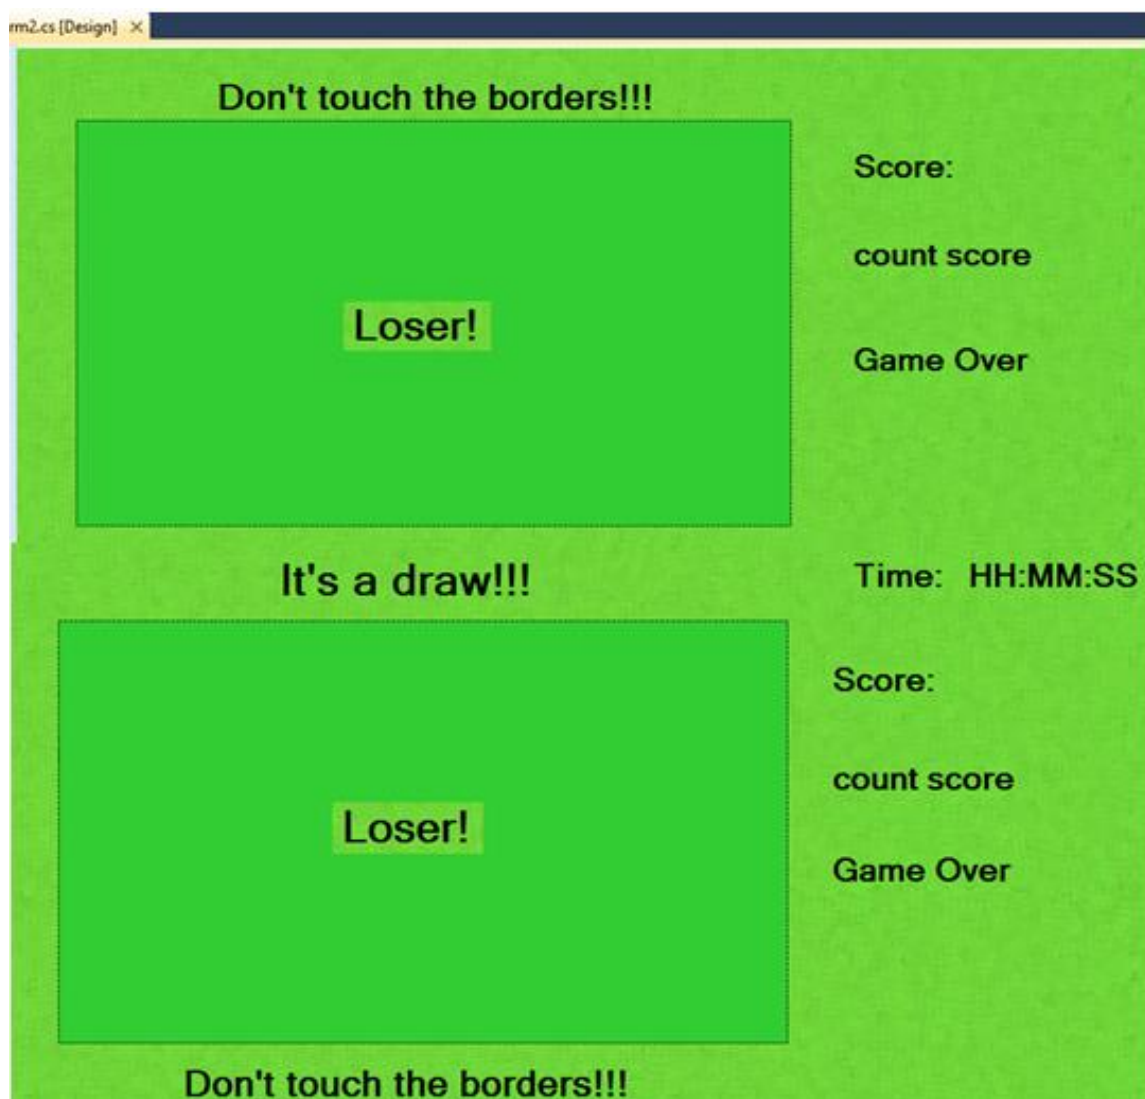 rm2.cs [Design] ×
Don't touch the borders!!!
Score:
count score
Loser!
Game Over
It's a draw!!!
Time: HH:MM:SS
Score:
count score
Loser!
Game Over
Don't touch the borders!!!